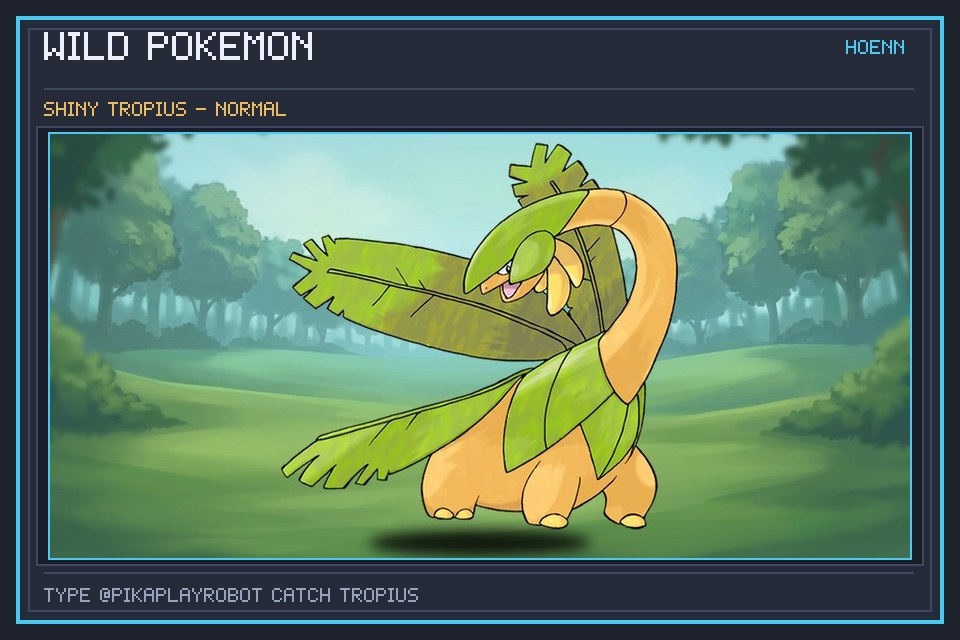 WILD POKEMON
HOENN
SHINY TROPIUS - NORMAL
TYPE @PIKAPLAYROBOT CATCH TROPIUS